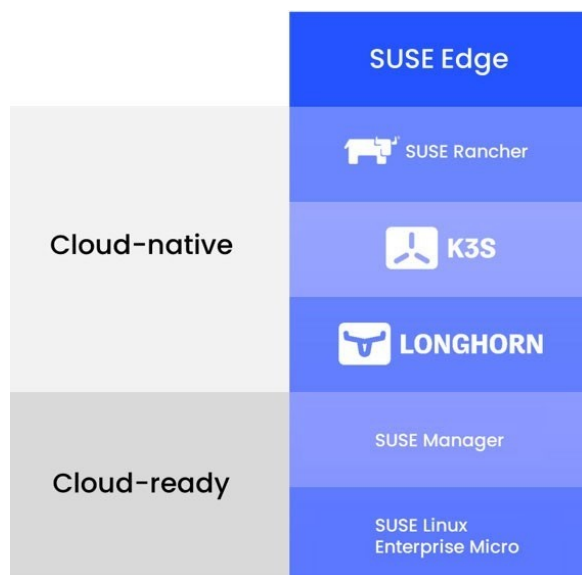 SUSE Edge
SUSE Rancher
Cloud-native
K3S
LONGHORN
SUSE Manager
Cloud-ready
SUSE Linux
Enterprise Micro